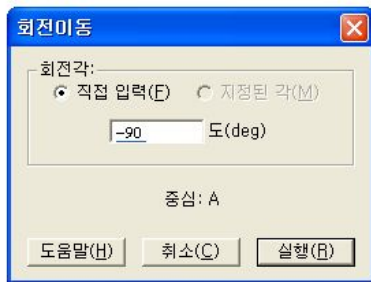 회전이동
회전각:
직접 입력(F) 지정된 각(M)
-90 도(deg)
중심: A
도움말(H) 취소(C) 실행(R)